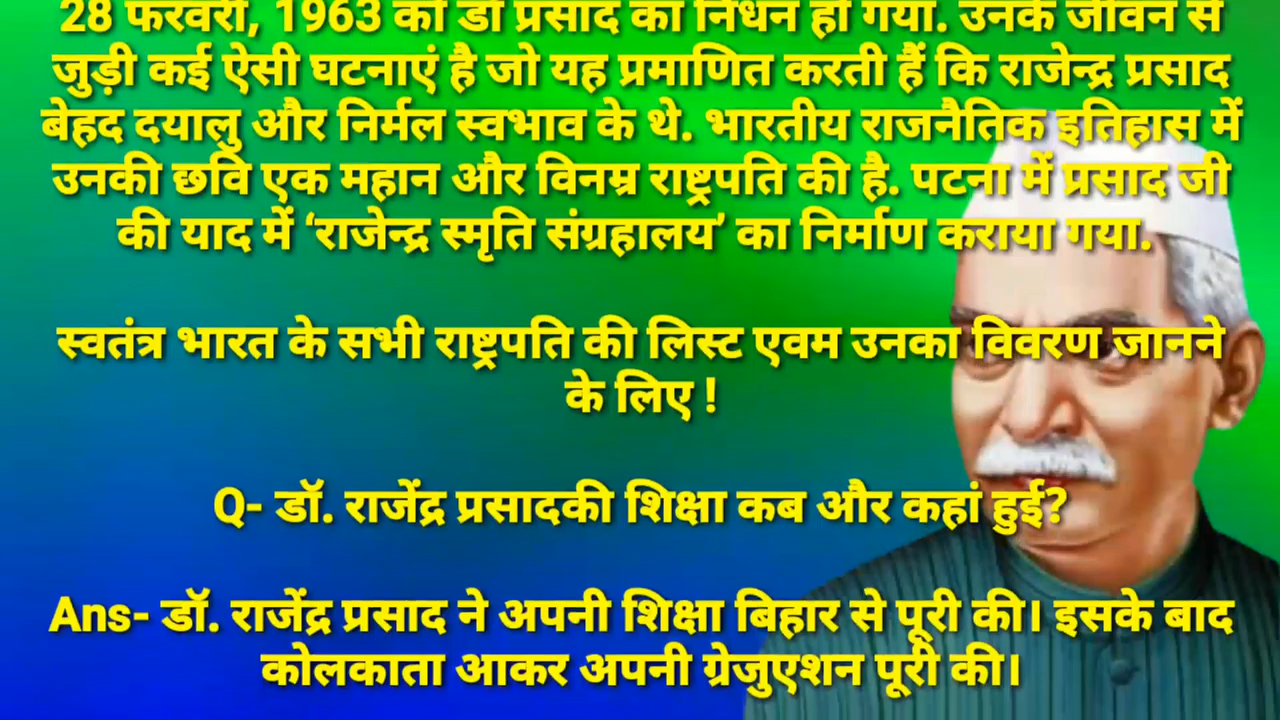 28 फरवरी, 1963 को डॉ प्रसाद का निधन हो गया. उनके जीवन से
जुड़ी कई ऐसी घटनाएं है जो यह प्रमाणित करती हैं कि राजेन्द्र प्रसाद
बेहद दयालु और निर्मल स्वभाव के थे. भारतीय राजनैतिक इतिहास में
उनकी छवि एक महान और विनम्र राष्ट्रपति की है. पटना में प्रसाद जी
की याद में ‘राजेन्द्र स्मृति संग्रहालय’ का निर्माण कराया गया.
स्वतंत्र भारत के सभी राष्ट्रपति की लिस्ट एवम उनका विवरण जानने
के लिए !
Q- डॉ. राजेंद्र प्रसादकी शिक्षा कब और कहां हुई?
Ans- डॉ. राजेंद्र प्रसाद ने अपनी शिक्षा बिहार से पूरी की। इसके बाद
कोलकाता आकर अपनी ग्रेजुएशन पूरी की।